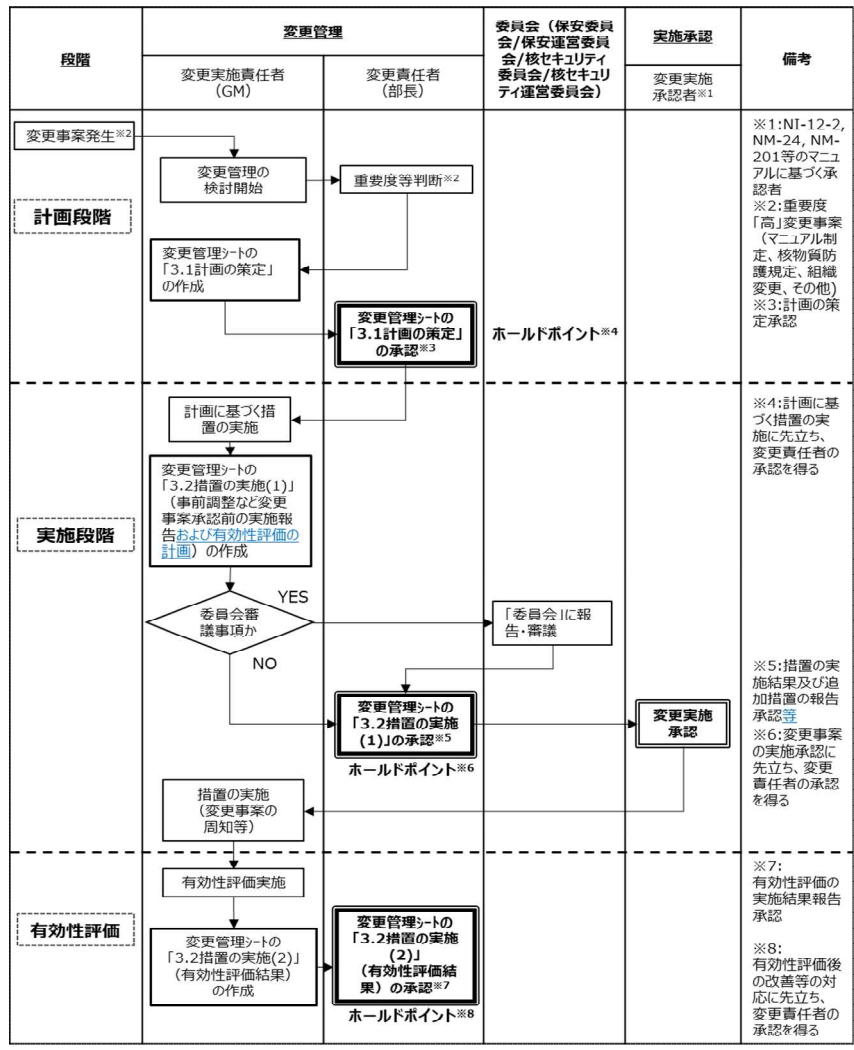 段階
変更管理
変更実施責任者
（GM）
変更責任者
（部長）
委員会（保安委員
会/保安運営委員
会/核セキュリティ
委員会/核セキュリ
ティ運営委員会）
実施承認
変更実施
承認者※1
備考
変更事案発生※2
変更管理の
検討開始
重要度等判断※2
計画段階
変更管理シートの
「3.1計画の策定」
の作成
変更管理シートの
「3.1計画の策定」
の承認※3
ホールドポイント※4
※1:NI-12-2,
NM-24, NM-
201等のマニュ
アルに基づく承
認者
※2:重要度
「高」変更事案
（マニュアル制
定、核物質防
護規定、組織
変更、その他)
※3:計画の策
定承認
計画に基づく措
置の実施
変更管理シートの
「3.2措置の実施(1)」
（事前調整など変更
事案承認前の実施報
告および有効性評価の
計画）の作成
実施段階
委員会審
議事項か
YES
NO
「委員会」に報
告・審議
変更管理シートの
「3.2措置の実施
(1)」の承認※5
ホールドポイント※6
変更実施
承認
措置の実施
（変更事案の
周知等）
※4:計画に基
づく措置の実
施に先立ち、
変更責任者の
承認を得る
※5:措置の実
施結果及び追
加措置の報告
承認等
※6:変更事案
の実施承認に
先立ち、変更
責任者の承認
を得る
有効性評価実施
有効性評価
変更管理シートの
「3.2措置の実施(2)」
（有効性評価結果）
の作成
変更管理シートの
「3.2措置の実施
(2)」
（有効性評価結
果）の承認※7
ホールドポイント※8
※7:
有効性評価の
実施結果報告
承認
※8:
有効性評価後
の改善等の対
応に先立ち、
変更責任者の
承認を得る